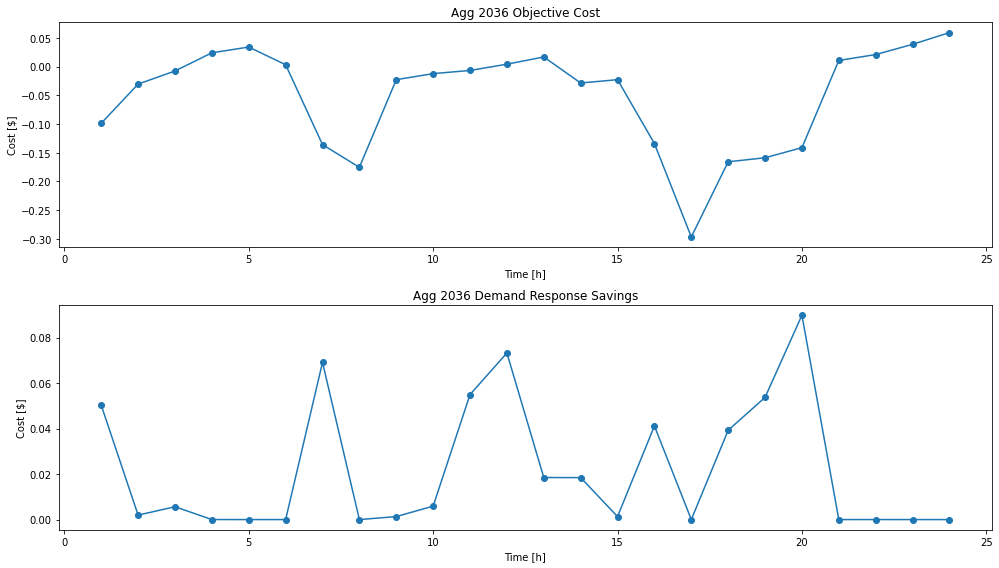 Agg 2036 Objective Cost
0.05
0.00
−0.05
−0.10
−0.15
−0.20
−0.25
−0.30
Cost [$]
0 5 10 15 20 25
Time [h]
Agg 2036 Demand Response Savings
0.08
0.06
0.04
0.02
0.00
Cost [$]
0 5 10 15 20 25
Time [h]